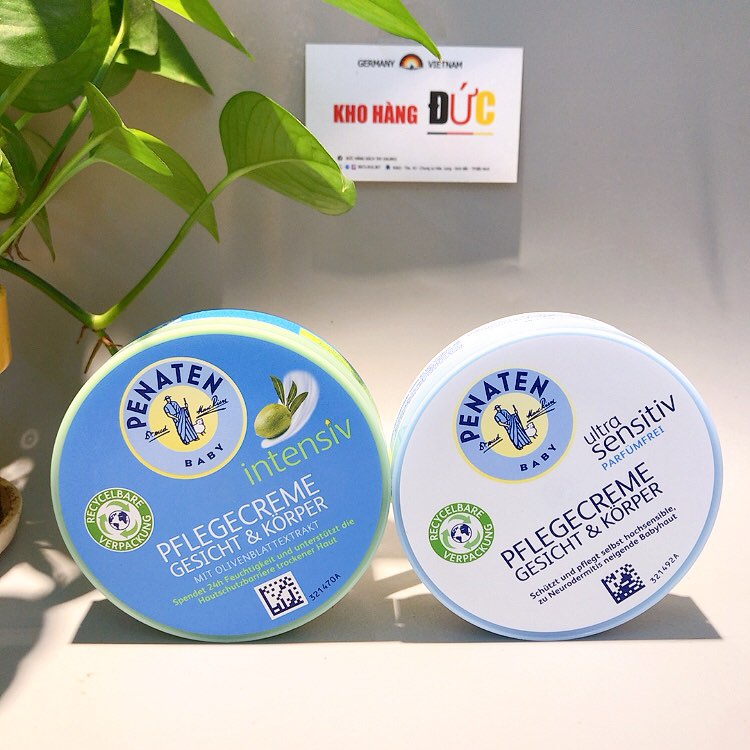 GERMANY VIETNAM
KHO HÀNG ĐỨC
PENATEN
BABY
intensiv
RECYCELBARE
VERPACKUNG
PFLEGECREME
GESICHT & KÖRPER
MIT OLIVENBLATTEXTRAKT
Spendet 24h Feuchtigkeit und unterstützt die
Hautschutzbarriere trockener Haut
321470A
PENATEN
BABY
ultra
sensitiv
PARFÜMFREI
RECYCELBARE
VERPACKUNG
PFLEGECREME
GESICHT & KÖRPER
Schützt und pflegt selbst hochsensible,
zu Neurodermitis neigende Babyhaut
321492A